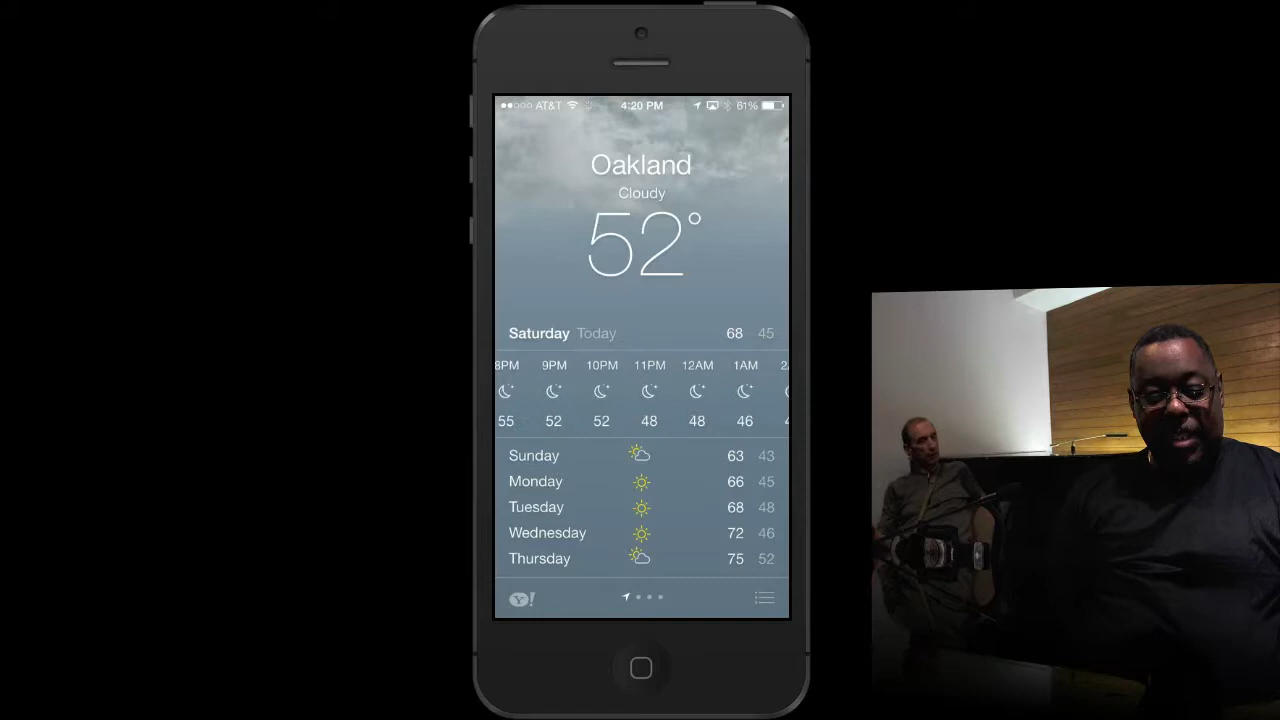 AT&T 4:20 PM 61%
Oakland
Cloudy
52°
Saturday Today 68 45
8PM 9PM 10PM 11PM 12AM 1AM
55 52 52 48 48 46
Sunday 63 43
Monday 66 45
Tuesday 68 48
Wednesday 72 46
Thursday 75 52
Y!